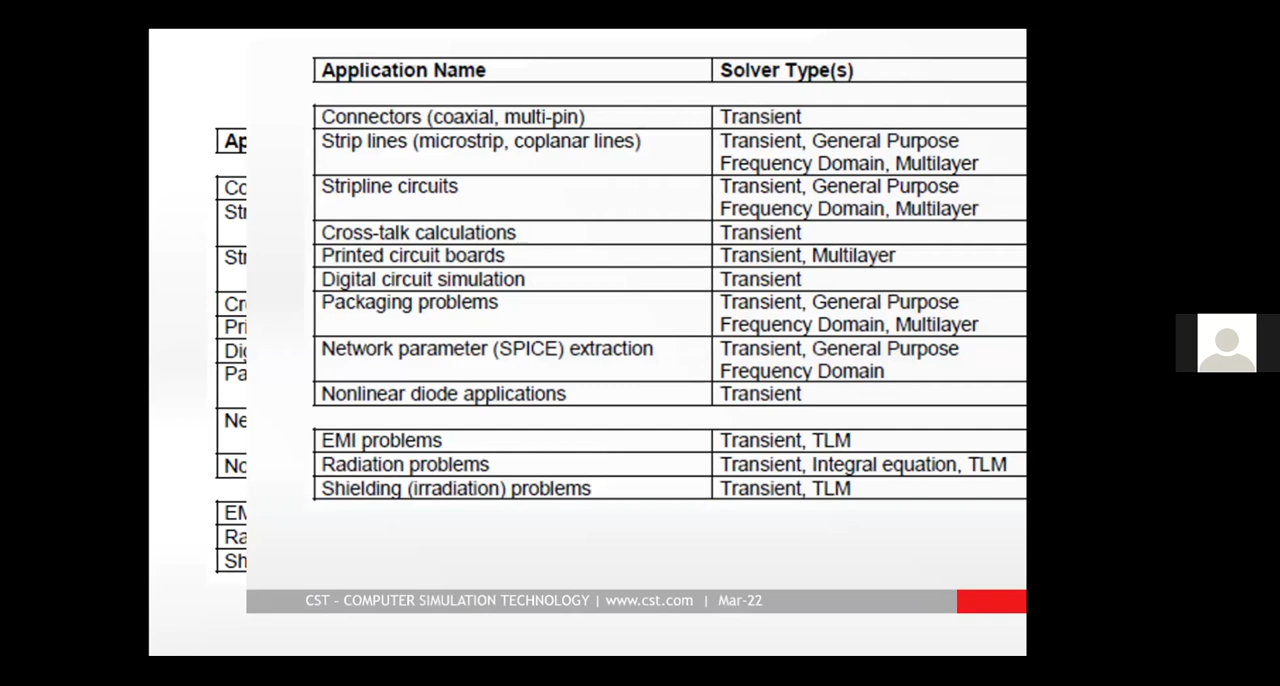 Application Name Solver Type(s)
Connectors (coaxial, multi-pin) Transient
Strip lines (microstrip, coplanar lines) Transient, General Purpose
Frequency Domain, Multilayer
Stripline circuits Transient, General Purpose
Frequency Domain, Multilayer
Cross-talk calculations Transient
Printed circuit boards Transient, Multilayer
Digital circuit simulation Transient
Packaging problems Transient, General Purpose
Frequency Domain, Multilayer
Network parameter (SPICE) extraction Transient, General Purpose
Frequency Domain
Nonlinear diode applications Transient
EMI problems Transient, TLM
Radiation problems Transient, Integral equation, TLM
Shielding (irradiation) problems Transient, TLM
CST - COMPUTER SIMULATION TECHNOLOGY | www.cst.com | Mar-22